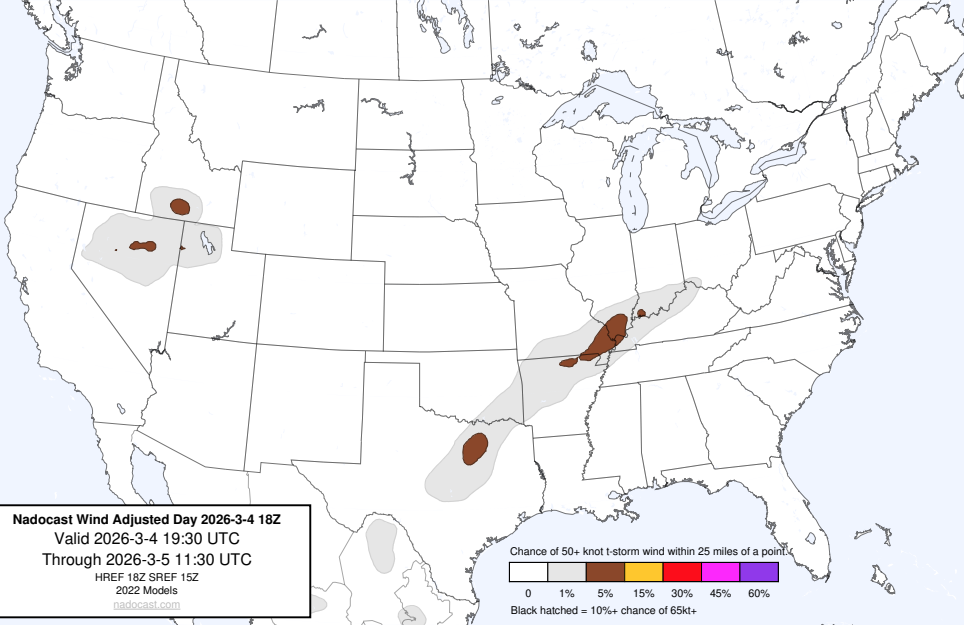 Nadocast Wind Adjusted Day 2026-3-4 18Z
Valid 2026-3-4 19:30 UTC
Through 2026-3-5 11:30 UTC
HREF 18Z SREF 15Z
2022 Models
nadocast.com
Chance of 50+ knot t-storm wind within 25 miles of a point.
0 1% 5% 15% 30% 45% 60%
Black hatched = 10%+ chance of 65kt+